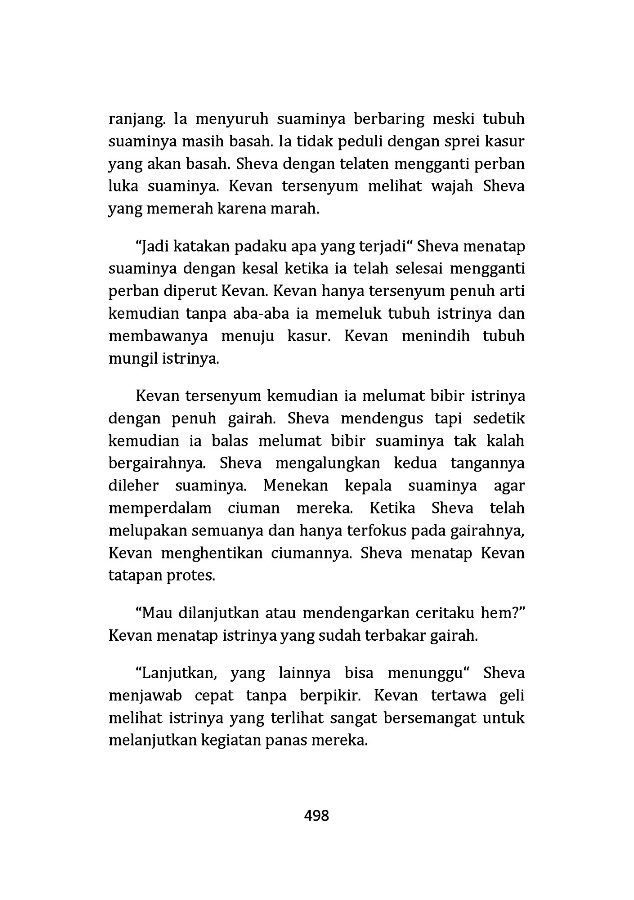 ranjang. Ia menyuruh suaminya berbaring meski tubuh
suaminya masih basah. Ia tidak peduli dengan sprei kasur
yang akan basah. Sheva dengan telaten mengganti perban
luka suaminya. Kevan tersenyum melihat wajah Sheva
yang memerah karena marah.
“Jadi katakan padaku apa yang terjadi“ Sheva menatap
suaminya dengan kesal ketika ia telah selesai mengganti
perban diperut Kevan. Kevan hanya tersenyum penuh arti
kemudian tanpa aba-aba ia memeluk tubuh istrinya dan
membawanya menuju kasur. Kevan menindih tubuh
mungil istrinya.
Kevan tersenyum kemudian ia melumat bibir istrinya
dengan penuh gairah. Sheva mendengus tapi sedetik
kemudian ia balas melumat bibir suaminya tak kalah
bergairahnya. Sheva mengalungkan kedua tangannya
dileher suaminya. Menekan kepala suaminya agar
memperdalam ciuman mereka. Ketika Sheva telah
melupakan semuanya dan hanya terfokus pada gairahnya,
Kevan menghentikan ciumannya. Sheva menatap Kevan
tatapan protes.
“Mau dilanjutkan atau mendengarkan ceritaku hem?”
Kevan menatap istrinya yang sudah terbakar gairah.
“Lanjutkan, yang lainnya bisa menunggu“ Sheva
menjawab cepat tanpa berpikir. Kevan tertawa geli
melihat istrinya yang terlihat sangat bersemangat untuk
melanjutkan kegiatan panas mereka.
498